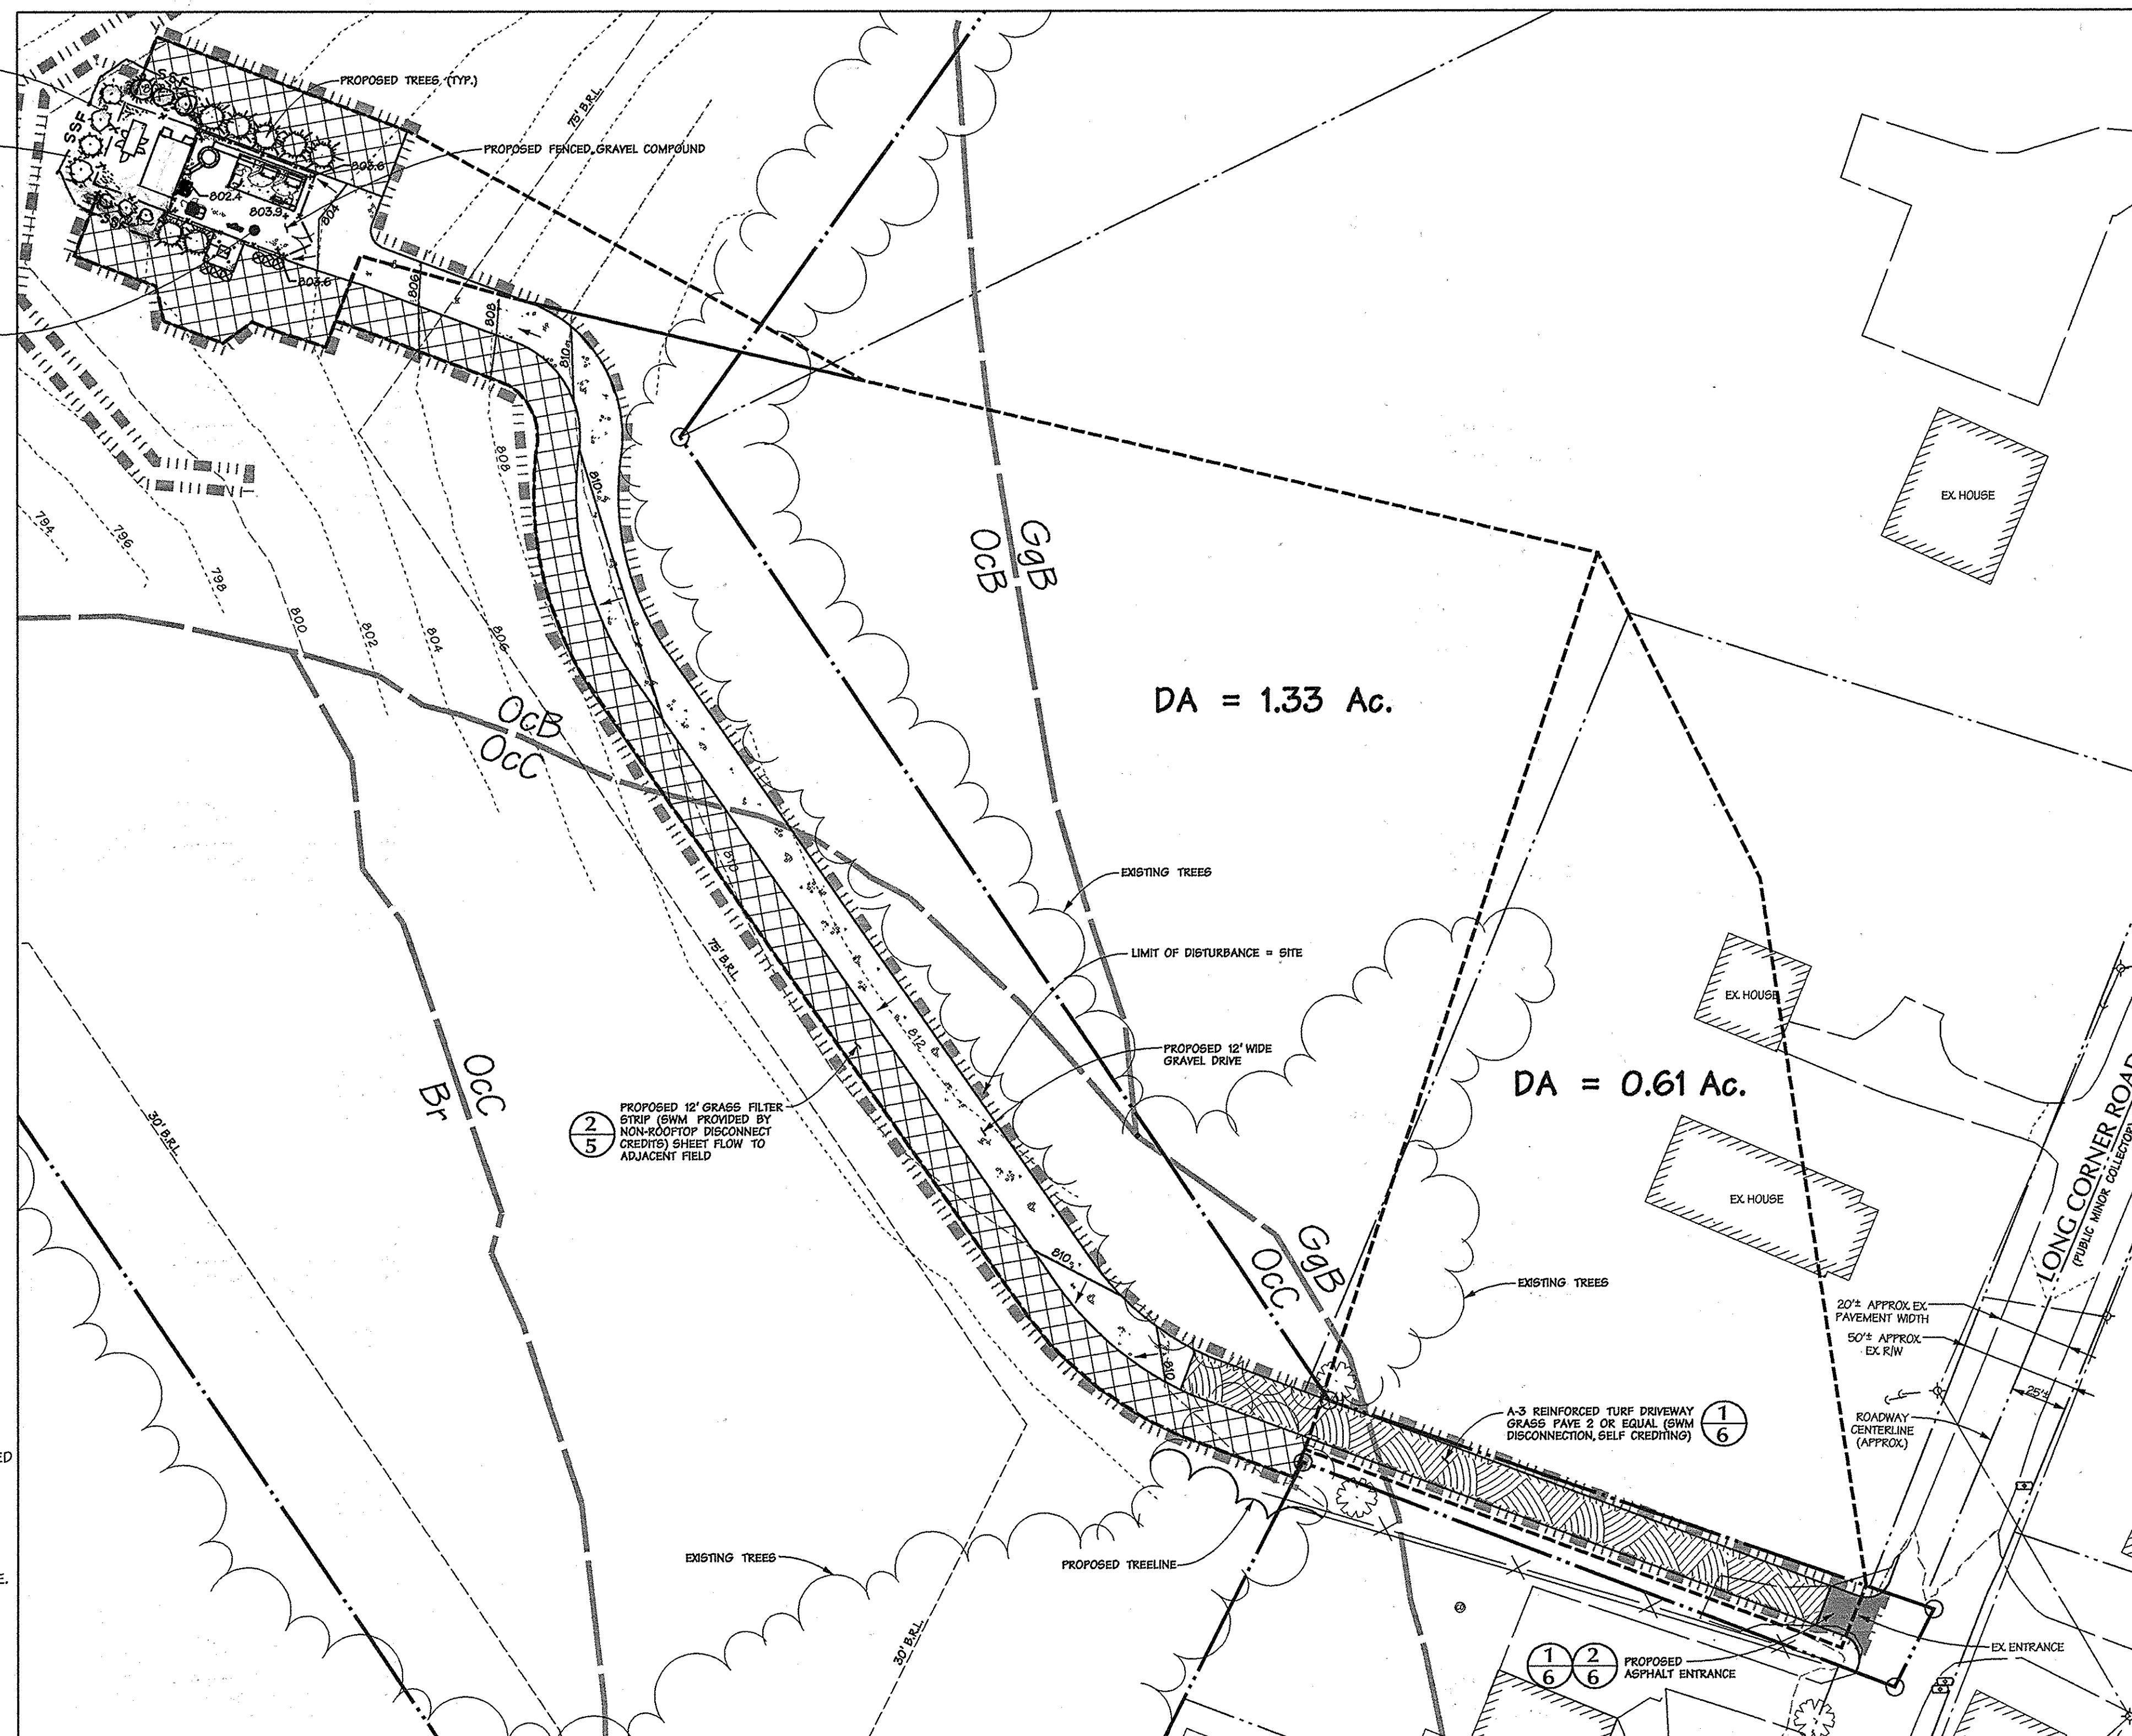 PROPOSED TREES (TYP.)
75' B.R.L.
PROPOSED FENCED GRAVEL COMPOUND
SSF
SSF
SSF
803.6
802.4
803.9
804
803.6
806
808
810
EX. HOUSE
808
810
794
796
798
800
802
804
806
GgB
OcB
OcB
OcC
DA = 1.33 Ac.
810
EXISTING TREES
75' B.R.L.
LIMIT OF DISTURBANCE = SITE
EX. HOUSE
812
PROPOSED 12' WIDE
GRAVEL DRIVE
DA = 0.61 Ac.
OcC
Br
30' B.R.L.
2
5
PROPOSED 12' GRASS FILTER
STRIP (SWM PROVIDED BY
NON-ROOFTOP DISCONNECT
CREDITS) SHEET FLOW TO
ADJACENT FIELD
EX. HOUSE
LONG CORNER ROAD
(PUBLIC MINOR COLLECTOR)
810
GgB
OcC
EXISTING TREES
20'± APPROX. EX.
PAVEMENT WIDTH
50'± APPROX.
EX. R/W
810
25'±
A-3 REINFORCED TURF DRIVEWAY
GRASS PAVE 2 OR EQUAL (SWM
DISCONNECTION, SELF CREDITING)
1
6
ROADWAY
CENTERLINE
(APPROX.)
ED
EXISTING TREES
PROPOSED TREELINE
E.
30' B.R.L.
1
6
2
6
PROPOSED
ASPHALT ENTRANCE
EX. ENTRANCE